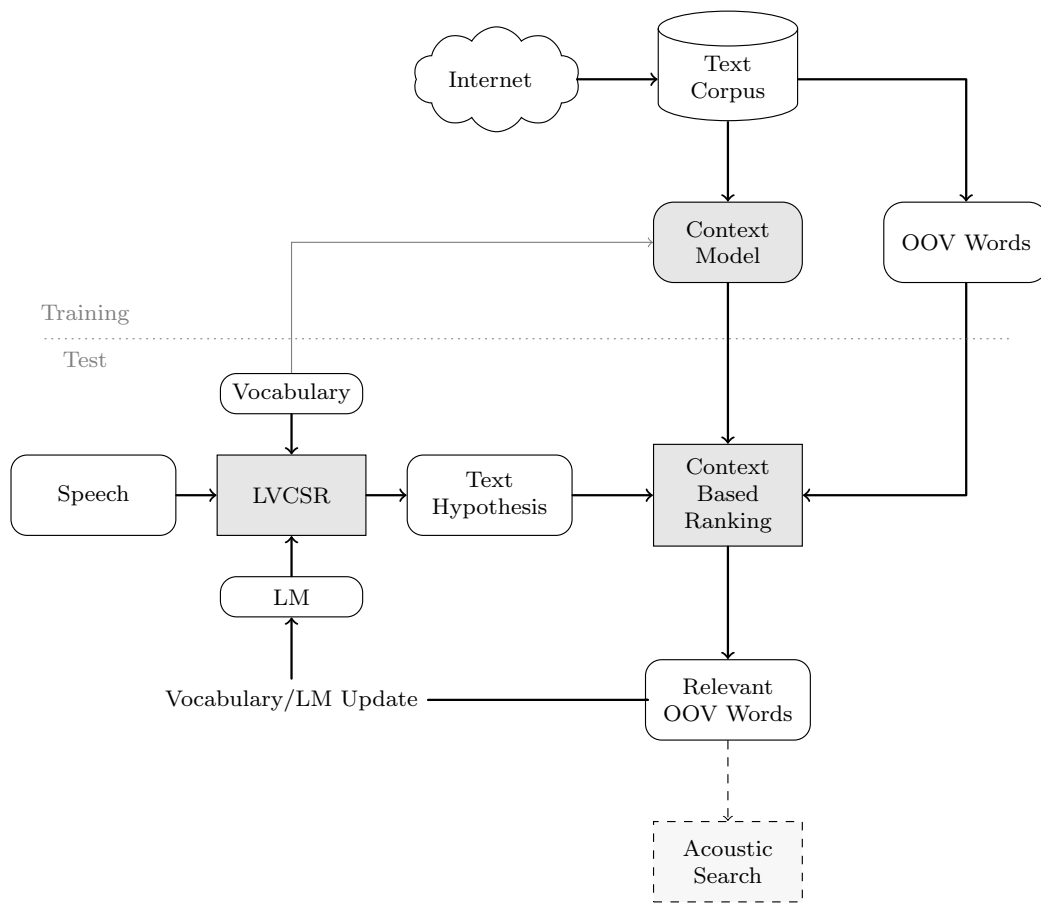 Internet
Text
Corpus
Context
Model
OOV Words
Training
Test
Vocabulary
Speech
LVCSR
Text
Hypothesis
Context
Based
Ranking
LM
Vocabulary/LM Update
Relevant
OOV Words
Acoustic
Search